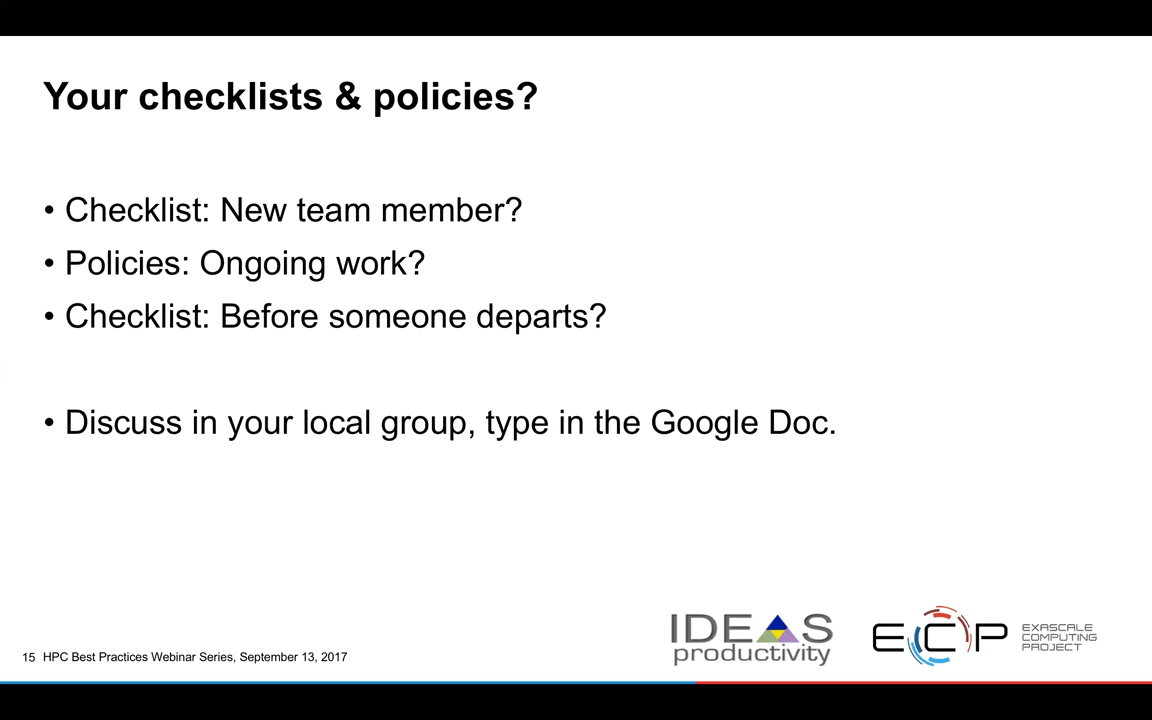 Your checklists & policies?
• Checklist: New team member?
• Policies: Ongoing work?
• Checklist: Before someone departs?
• Discuss in your local group, type in the Google Doc.
IDEAS
productivity
ECP
EXASCALE
COMPUTING
PROJECT
15 HPC Best Practices Webinar Series, September 13, 2017